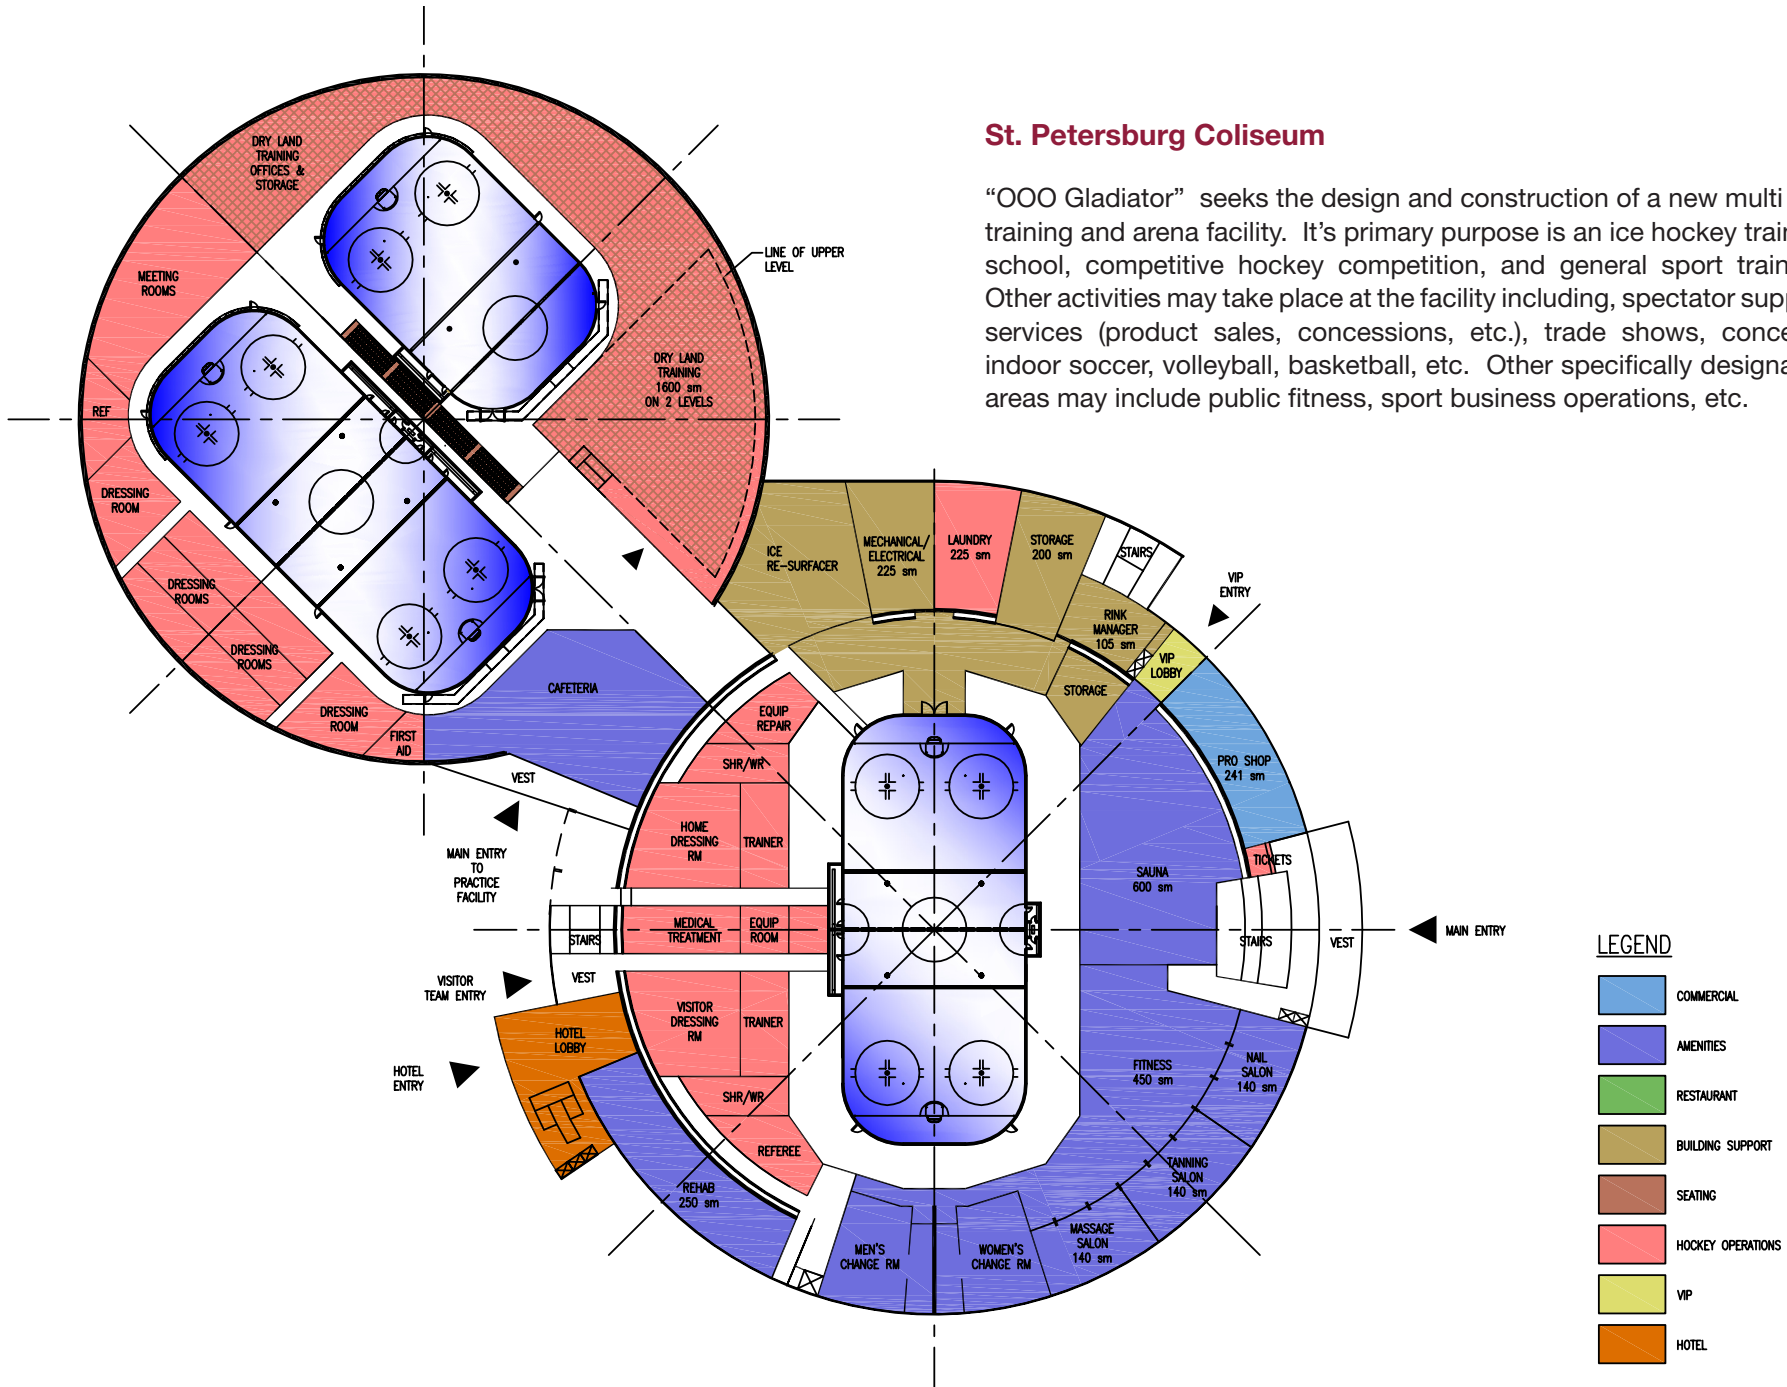 St. Petersburg Coliseum
“OOO Gladiator” seeks the design and construction of a new multi
training and arena facility. It’s primary purpose is an ice hockey train
school, competitive hockey competition, and general sport train
Other activities may take place at the facility including, spectator supp
services (product sales, concessions, etc.), trade shows, conce
indoor soccer, volleyball, basketball, etc. Other specifically designa
areas may include public fitness, sport business operations, etc.
DRY LAND
TRAINING
OFFICES &
STORAGE
MEETING
ROOMS
LINE OF UPPER
LEVEL
DRY LAND
TRAINING
1600 sm
ON 2 LEVELS
REF
DRESSING
ROOM
DRESSING
ROOMS
DRESSING
ROOMS
DRESSING
ROOM
FIRST
AID
CAFETERIA
VEST
MAIN ENTRY
TO
PRACTICE
FACILITY
ICE
RE-SURFACER
MECHANICAL/
ELECTRICAL
225 sm
LAUNDRY
225 sm
STORAGE
200 sm
STAIRS
VIP
ENTRY
RINK
MANAGER
105 sm
VIP
LOBBY
STORAGE
PRO SHOP
241 sm
TICKETS
EQUIP
REPAIR
SHR/WR
HOME
DRESSING
RM
TRAINER
SAUNA
600 sm
MEDICAL
TREATMENT
EQUIP
ROOM
STAIRS
STAIRS
VEST
MAIN ENTRY
VISITOR
TEAM ENTRY
VEST
VISITOR
DRESSING
RM
TRAINER
HOTEL
LOBBY
HOTEL
ENTRY
SHR/WR
REFEREE
REHAB
250 sm
FITNESS
450 sm
NAIL
SALON
140 sm
TANNING
SALON
140 sm
MASSAGE
SALON
140 sm
MEN'S
CHANGE RM
WOMEN'S
CHANGE RM
LEGEND
COMMERCIAL
AMENITIES
RESTAURANT
BUILDING SUPPORT
SEATING
HOCKEY OPERATIONS
VIP
HOTEL